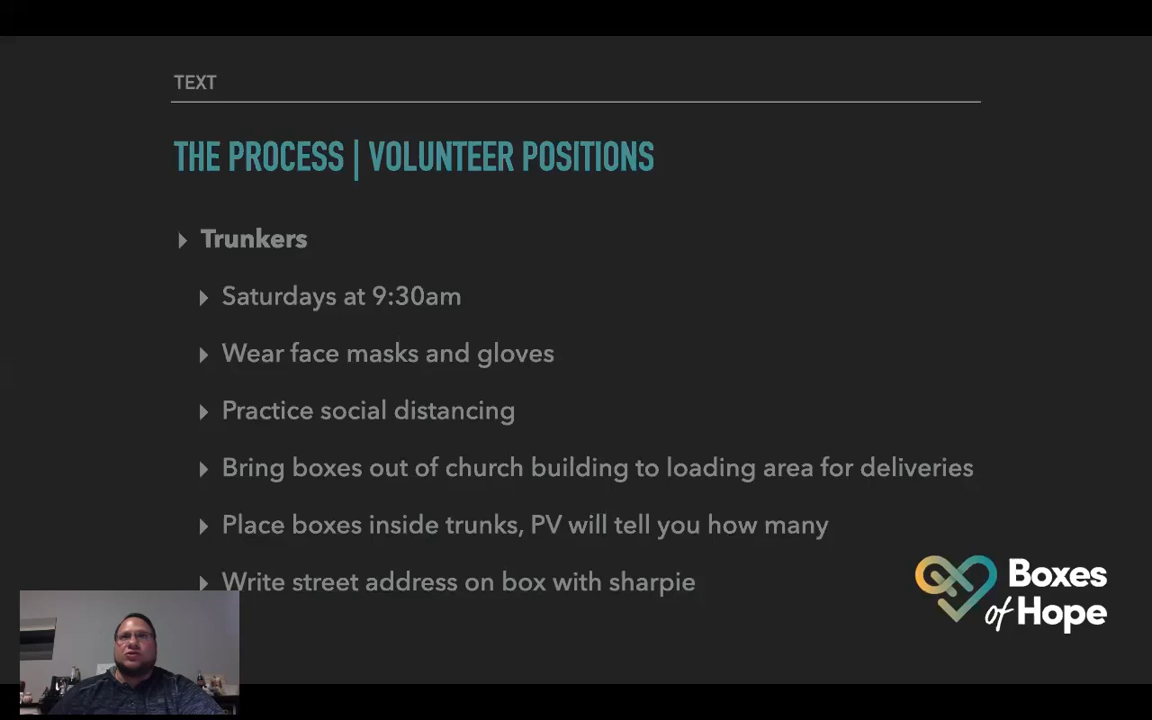 TEXT
THE PROCESS | VOLUNTEER POSITIONS
Trunkers
Saturdays at 9:30am
Wear face masks and gloves
Practice social distancing
Bring boxes out of church building to loading area for deliveries
Place boxes inside trunks, PV will tell you how many
Write street address on box with sharpie
Boxes
of Hope